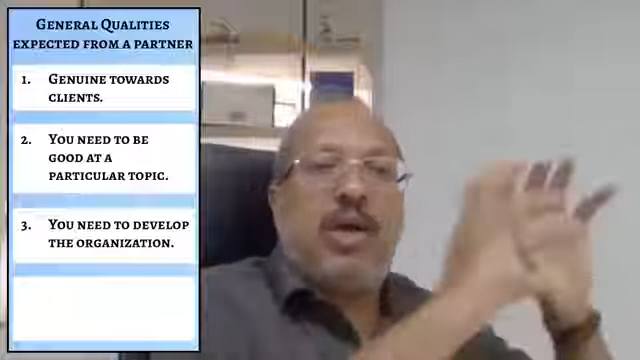 General Qualities
expected from a partner
1. Genuine towards
clients.
2. You need to be
good at a
particular topic.
3. You need to develop
the organization.